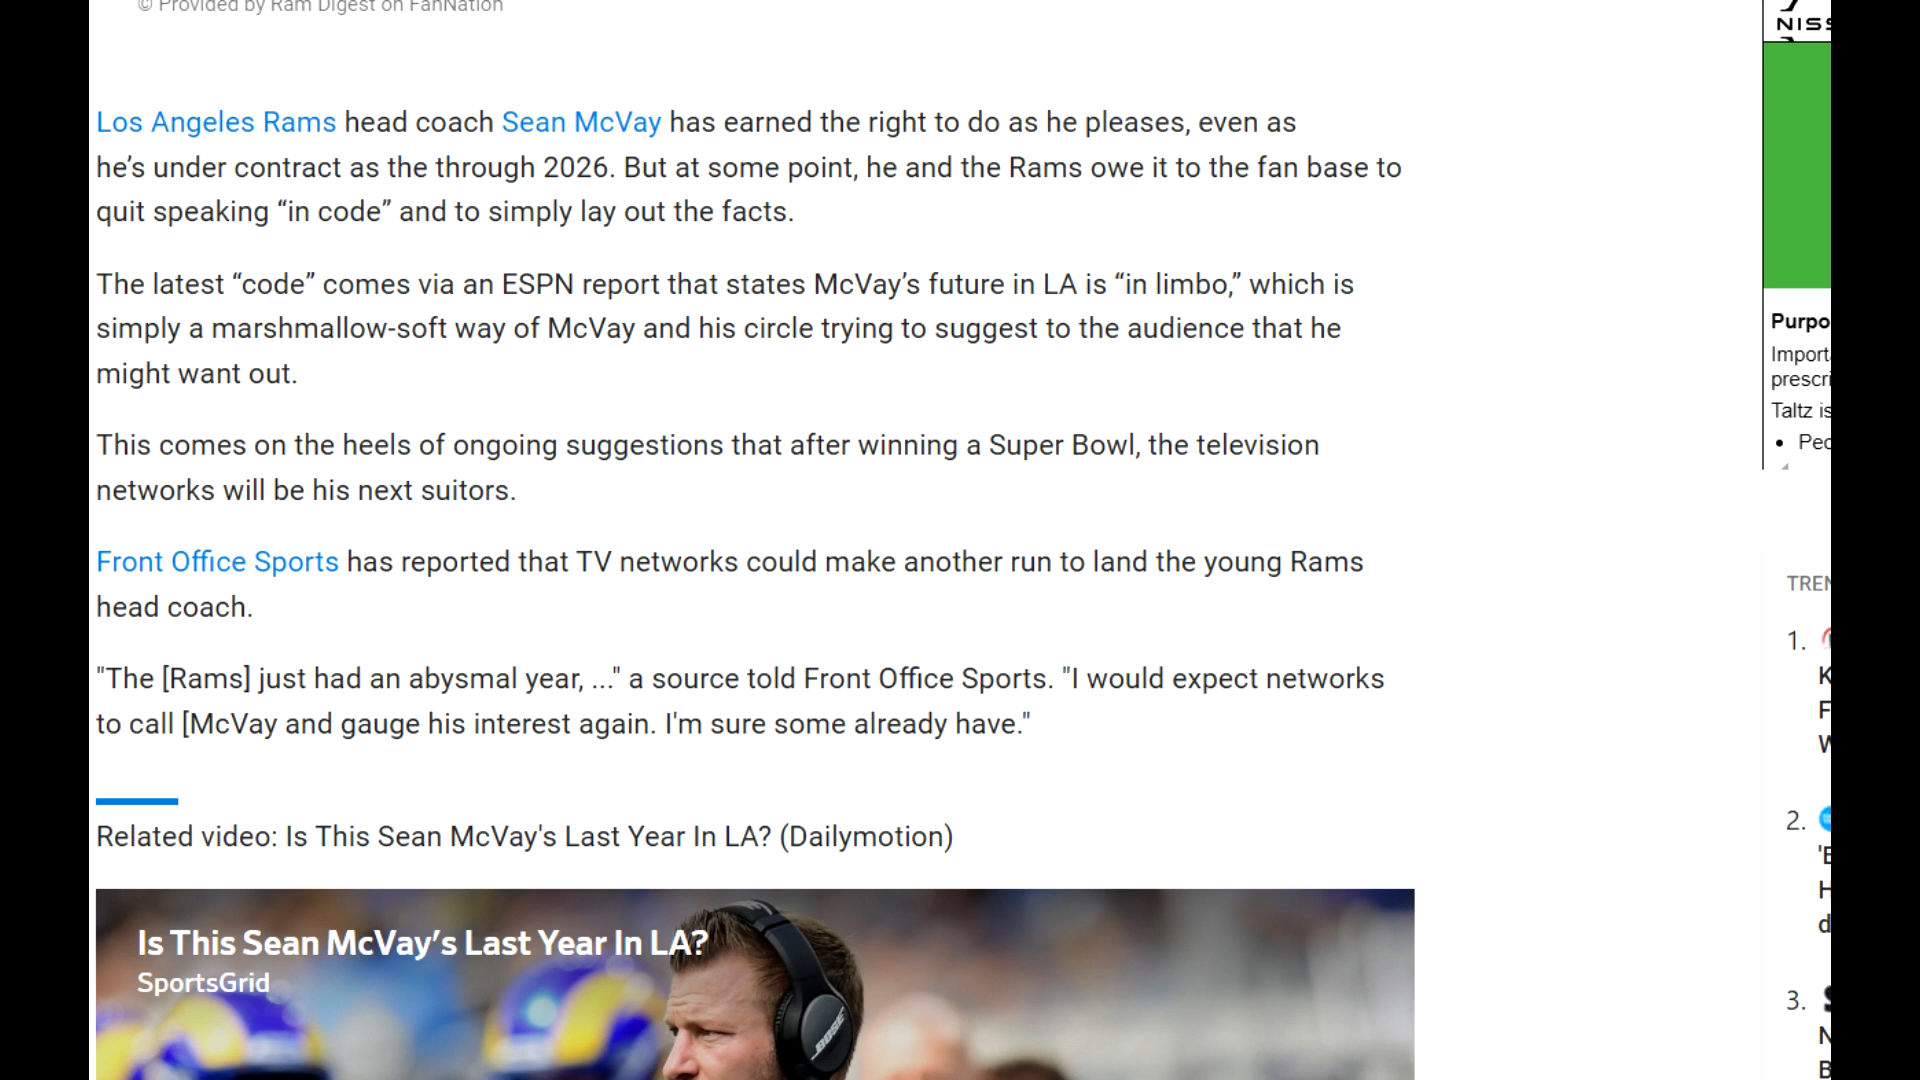 © Provided by Ram Digest on FanNation
Los Angeles Rams head coach Sean McVay has earned the right to do as he pleases, even as
he’s under contract as the through 2026. But at some point, he and the Rams owe it to the fan base to
quit speaking “in code” and to simply lay out the facts.
The latest “code” comes via an ESPN report that states McVay’s future in LA is “in limbo,” which is
simply a marshmallow-soft way of McVay and his circle trying to suggest to the audience that he
might want out.
This comes on the heels of ongoing suggestions that after winning a Super Bowl, the television
networks will be his next suitors.
Front Office Sports has reported that TV networks could make another run to land the young Rams
head coach.
"The [Rams] just had an abysmal year, ..." a source told Front Office Sports. "I would expect networks
to call [McVay and gauge his interest again. I'm sure some already have."
Related video: Is This Sean McVay's Last Year In LA? (Dailymotion)
Is This Sean McVay’s Last Year In LA?
SportsGrid
BOSE
NISS
Purpo
Import
prescri
Taltz is
• Peo
TREN
1.
K
F
W
2.
'E
H
d
3.
N
B